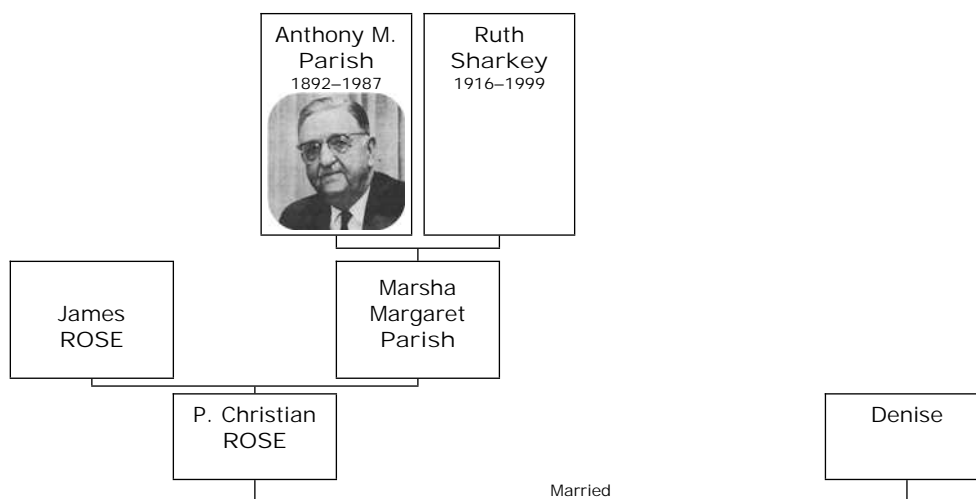 Anthony M.
Parish
1892–1987
Ruth
Sharkey
1916–1999
James
ROSE
Marsha
Margaret
Parish
P. Christian
ROSE
Denise
Married